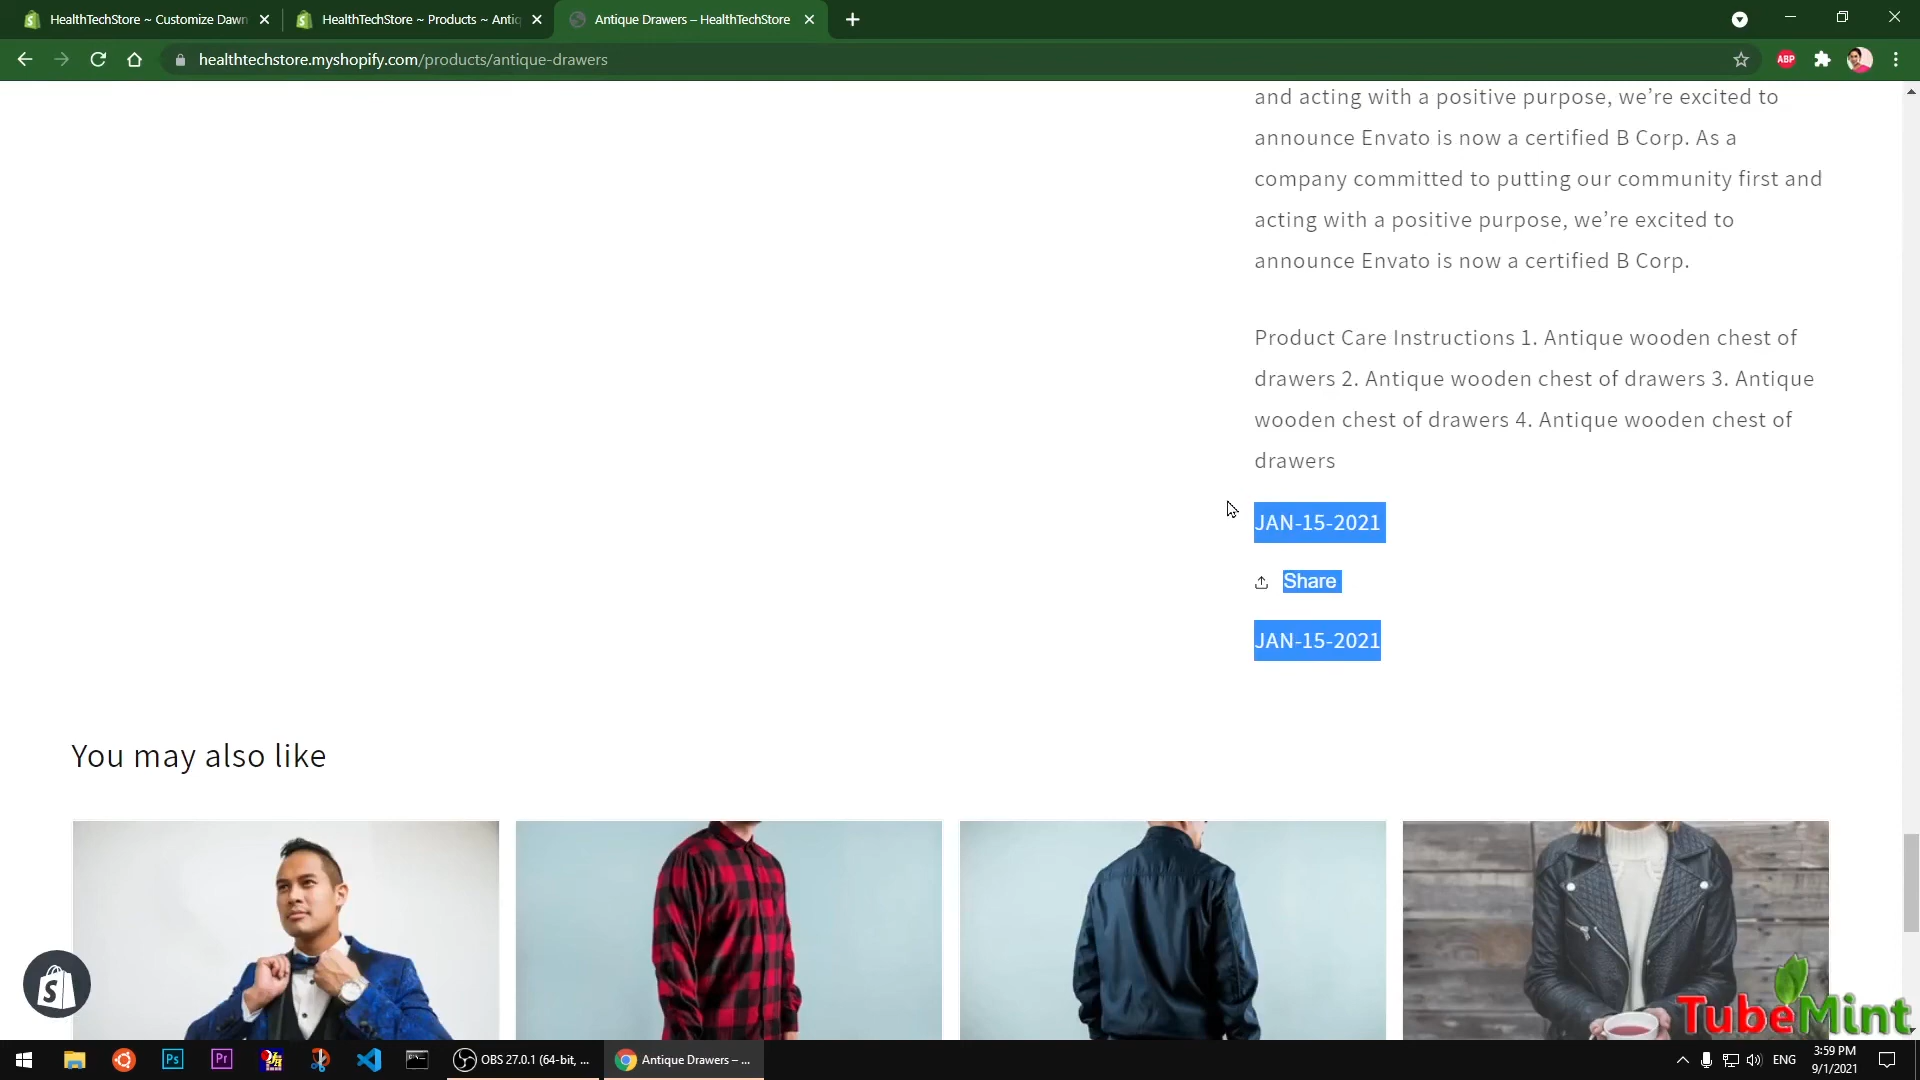 HealthTechStore ~ Customize Dawn
HealthTechStore ~ Products ~ Antiq
Antique Drawers – HealthTechStore
healthtechstore.myshopify.com/products/antique-drawers
ABP
and acting with a positive purpose, we’re excited to
announce Envato is now a certified B Corp. As a
company committed to putting our community first and
acting with a positive purpose, we’re excited to
announce Envato is now a certified B Corp.
Product Care Instructions 1. Antique wooden chest of
drawers 2. Antique wooden chest of drawers 3. Antique
wooden chest of drawers 4. Antique wooden chest of
drawers
JAN-15-2021
Share
JAN-15-2021
You may also like
TubeMint
Ps
Pr
OBS 27.0.1 (64-bit, ...
Antique Drawers – ...
ENG
3:59 PM
9/1/2021